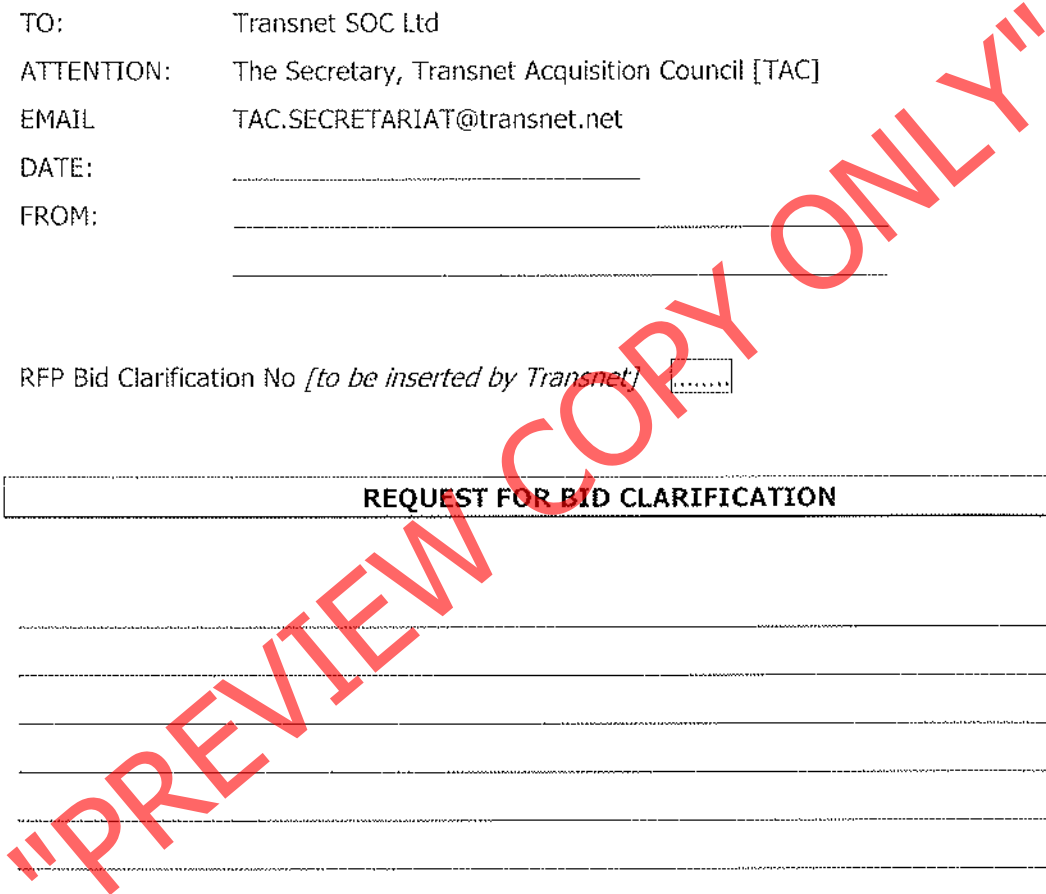 TO: Transnet SOC Ltd
ATTENTION: The Secretary, Transnet Acquisition Council [TAC]
EMAIL TAC.SECRETARIAT@transnet.net
DATE:
FROM:
RFP Bid Clarification No [to be inserted by Transnet] ........
REQUEST FOR BID CLARIFICATION
"PREVIEW COPY ONLY"